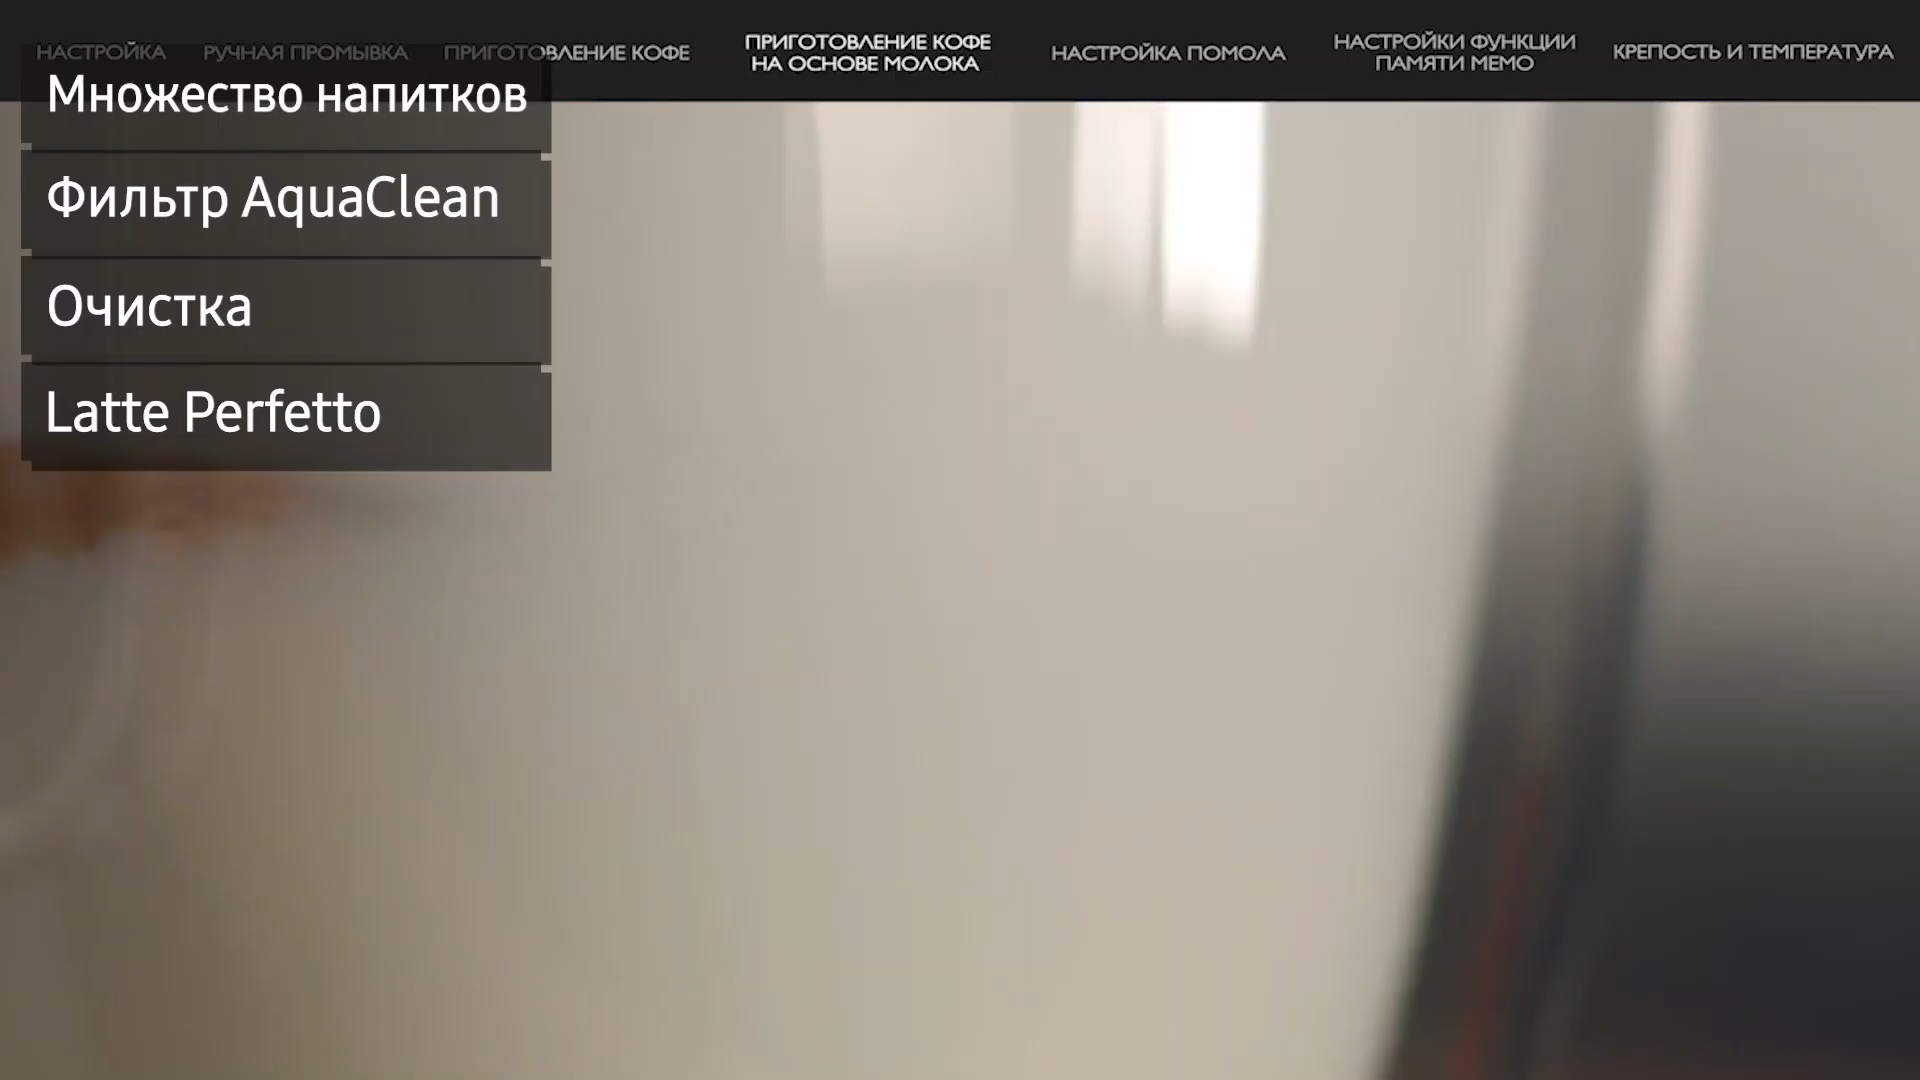 НАСТРОЙКА
РУЧНАЯ ПРОМЫВКА
ПРИГОТОВЛЕНИЕ КОФЕ
ПРИГОТОВЛЕНИЕ КОФЕ
НА ОСНОВЕ МОЛОКА
НАСТРОЙКА ПОМОЛА
НАСТРОЙКИ ФУНКЦИИ
ПАМЯТИ МЕМО
КРЕПОСТЬ И ТЕМПЕРАТУРА
Множество напитков
Фильтр AquaClean
Очистка
Latte Perfetto